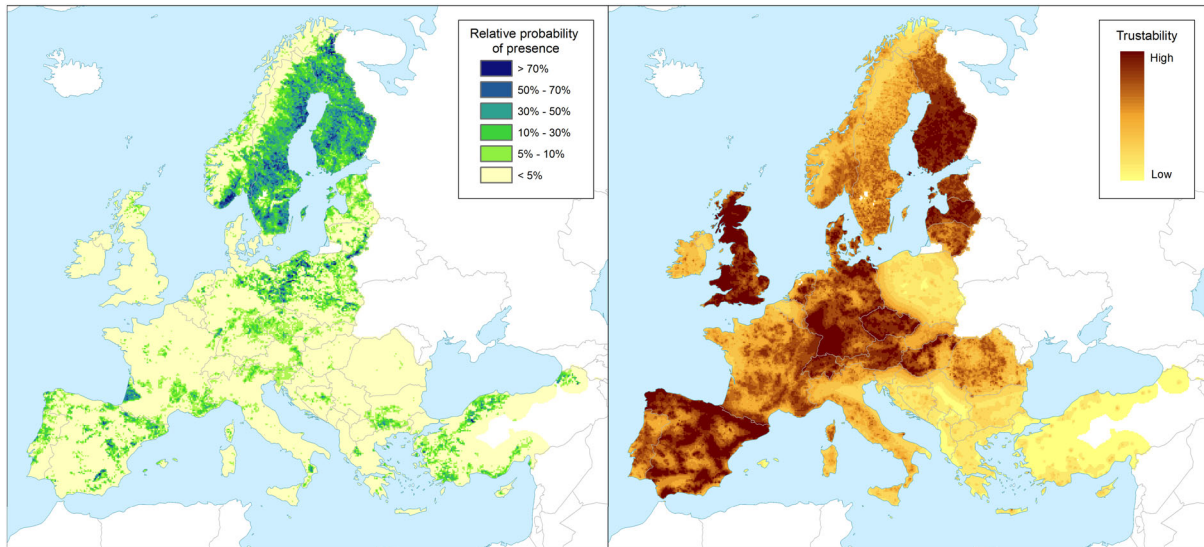 Relative probability
of presence
> 70%
50% - 70%
30% - 50%
10% - 30%
5% - 10%
< 5%
Trustability
High
Low